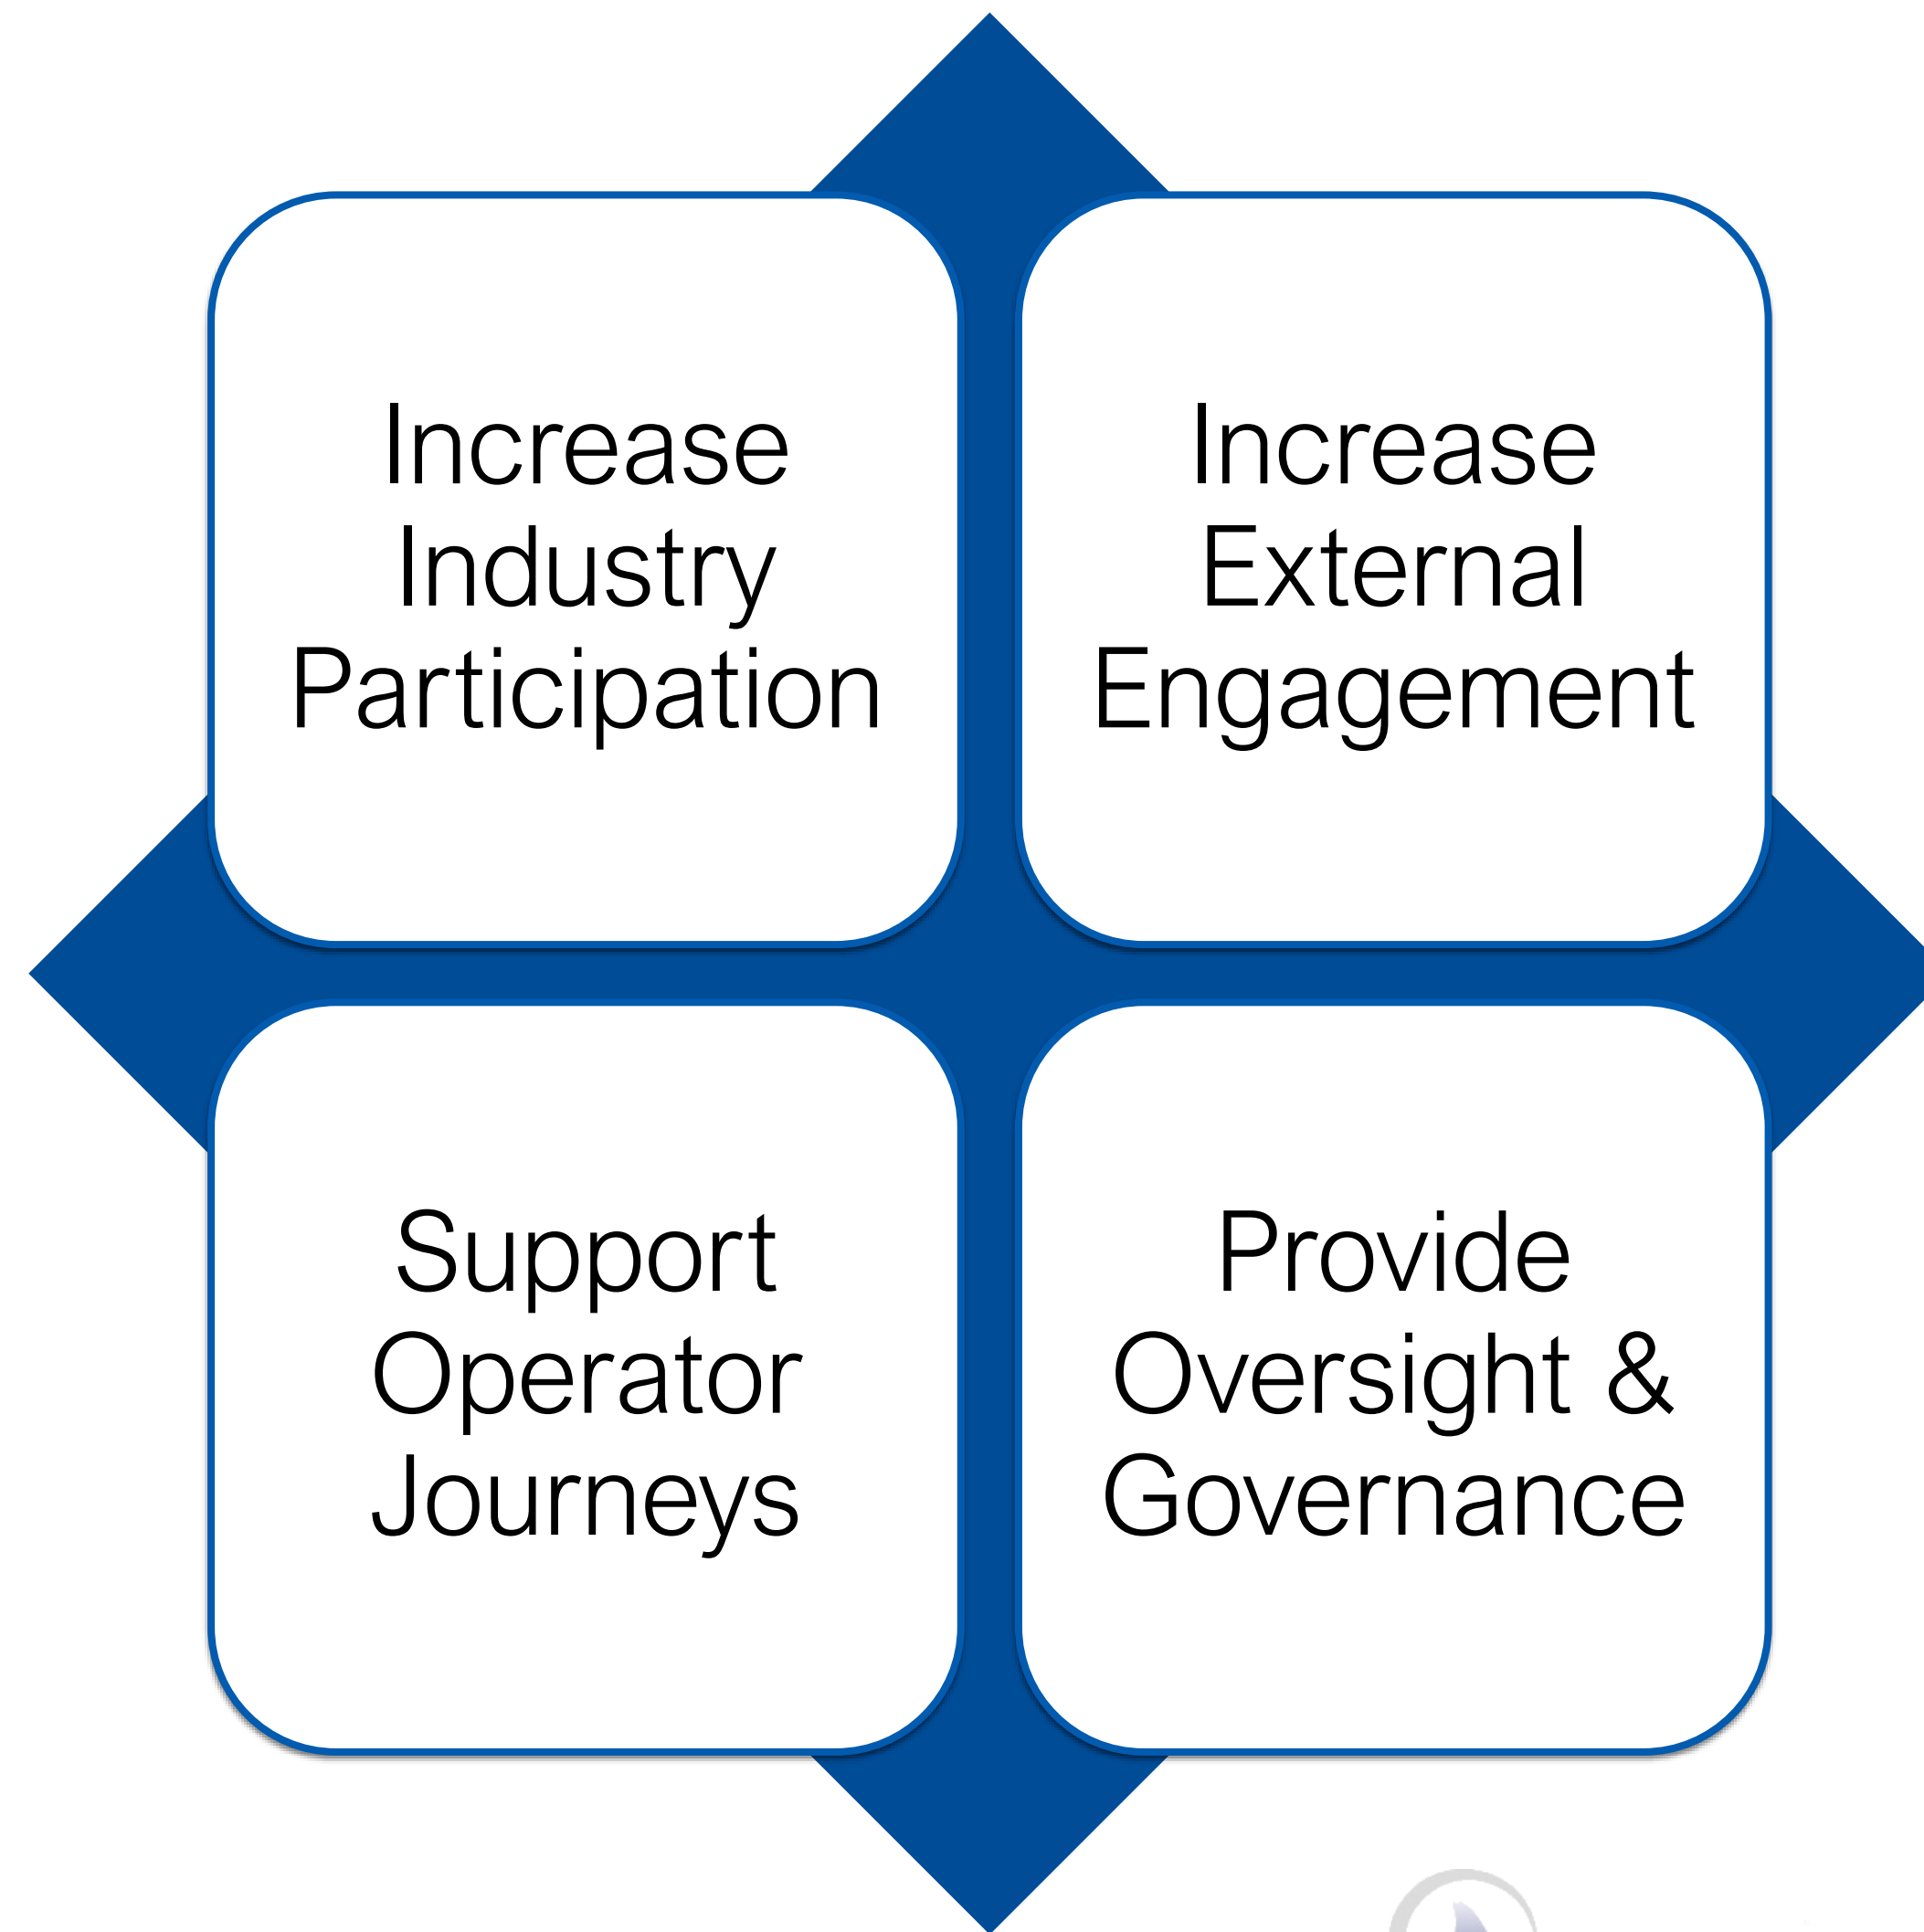 Increase
Industry
Participation
Increase
External
Engagement
Support
Operator
Journeys
Provide
Oversight &
Governance